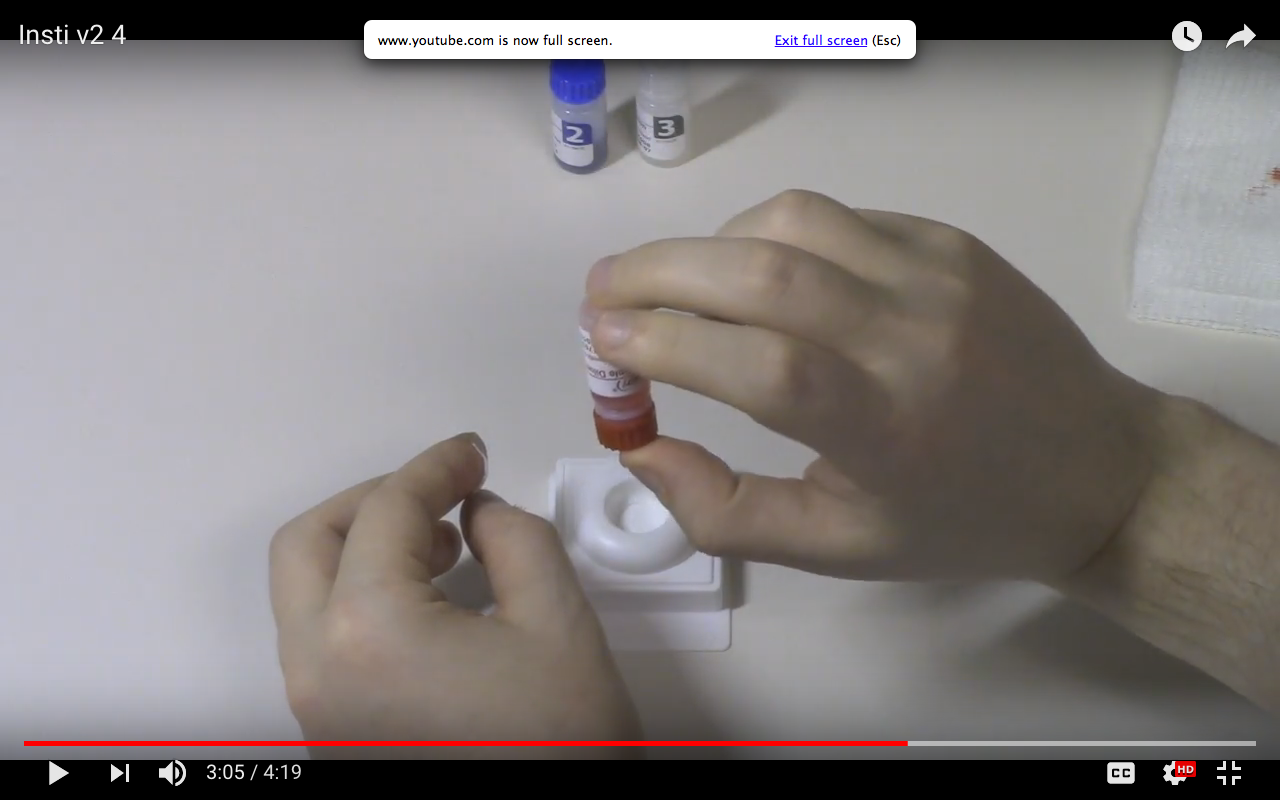 Insti v2 4
www.youtube.com is now full screen.
Exit full screen (Esc)
2
3
3:05 / 4:19
CC
HD